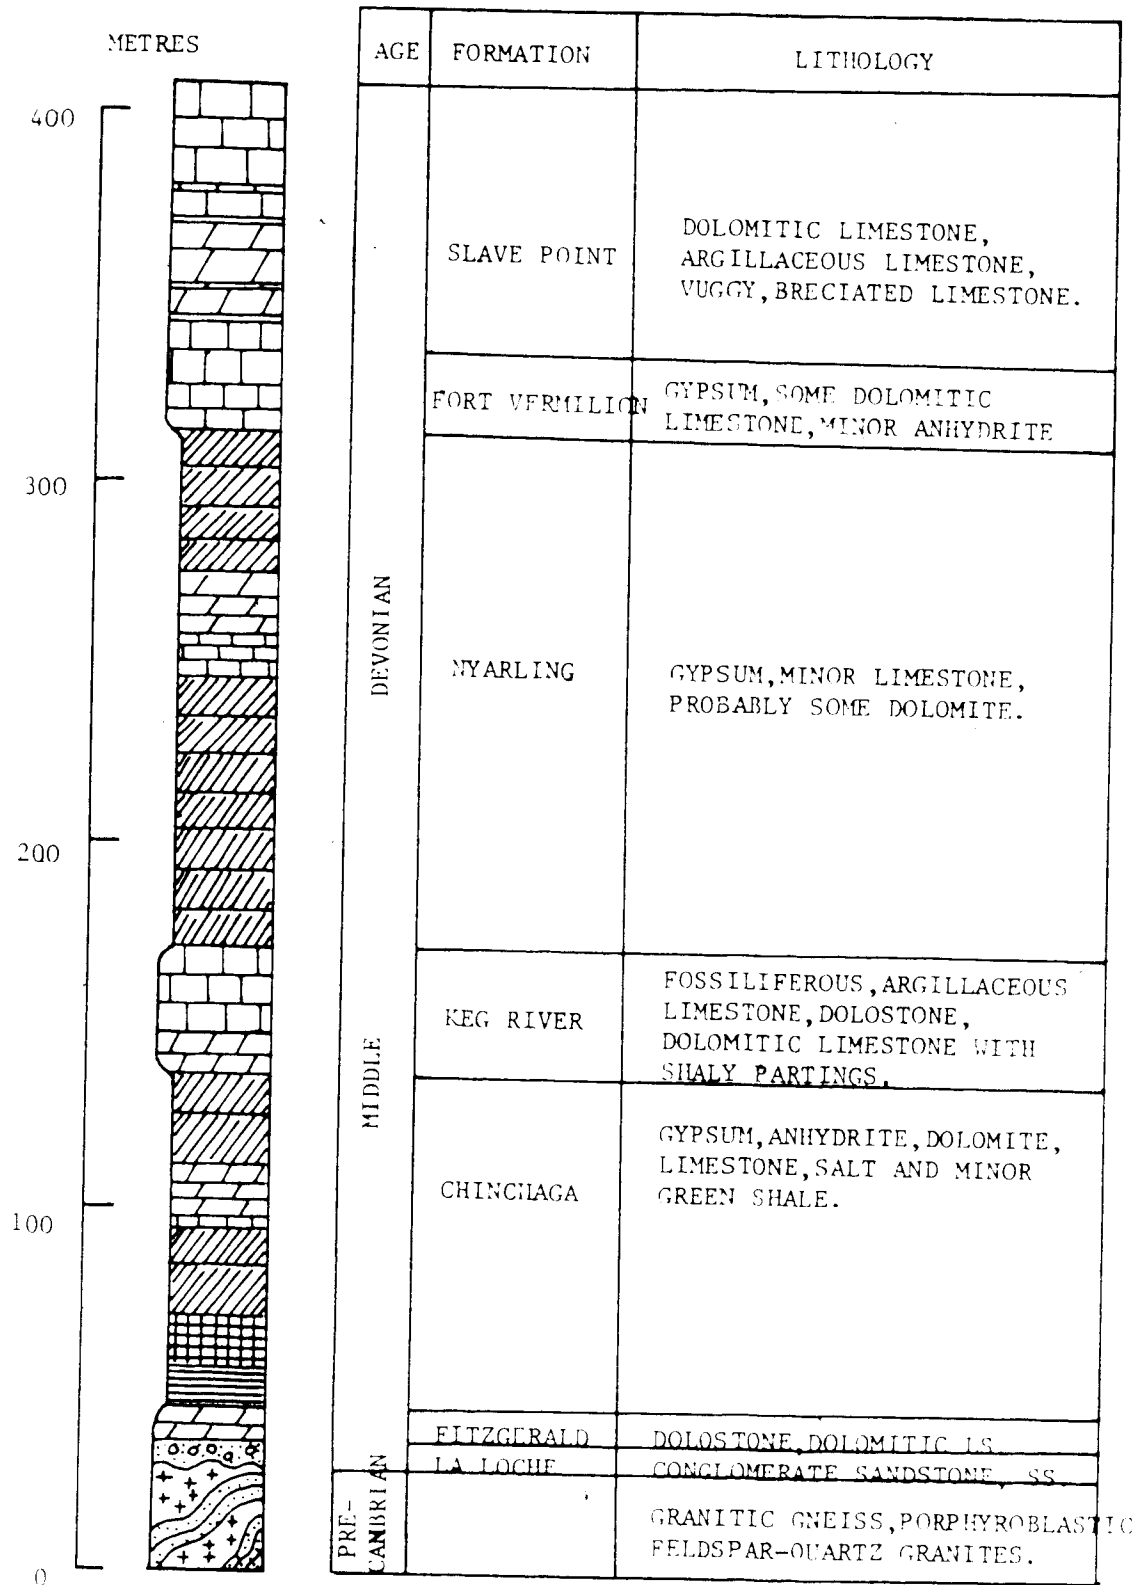 METRES
AGE FORMATION LITHOLOGY
400
SLAVE POINT
DOLOMITIC LIMESTONE,
ARGILLACEOUS LIMESTONE,
VUGGY, BRECIATED LIMESTONE.
FORT VERMILION
GYPSUM, SOME DOLOMITIC
LIMESTONE, MINOR ANHYDRITE
300
DEVONIAN
NYARLING
GYPSUM, MINOR LIMESTONE,
PROBABLY SOME DOLOMITE.
200
KEG RIVER
FOSSILIFEROUS, ARGILLACEOUS
LIMESTONE, DOLOSTONE,
DOLOMITIC LIMESTONE WITH
SHALY PARTINGS.
MIDDLE
CHINCHAGA
GYPSUM, ANHYDRITE, DOLOMITE,
LIMESTONE, SALT AND MINOR
GREEN SHALE.
100
FITZGERALD
DOLOSTONE, DOLOMITIC LS
LA LOCHE
CONGLOMERATE SANDSTONE, SS.
PRE-
CAMBRIAN
GRANITIC GNEISS, PORPHYROBLASTIC
FELDSPAR-QUARTZ GRANITES.
0